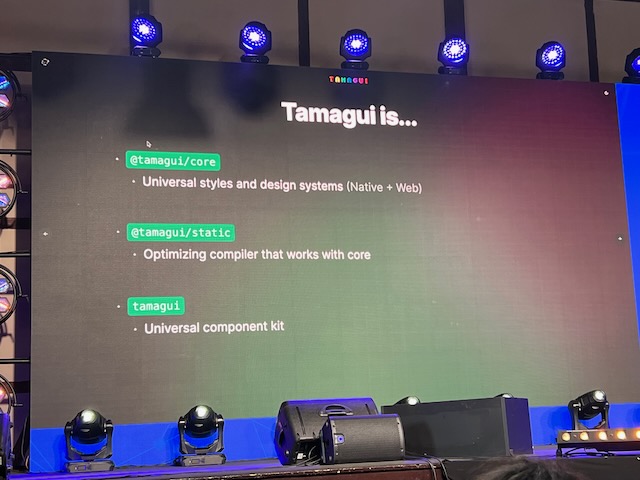 TAMAGUI
Tamagui is...
@tamagui/core
Universal styles and design systems (Native + Web)
@tamagui/static
Optimizing compiler that works with core
tamagui
Universal component kit